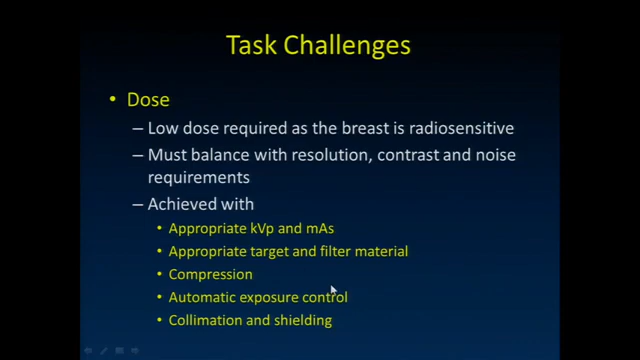 Task Challenges
• Dose
– Low dose required as the breast is radiosensitive
– Must balance with resolution, contrast and noise
requirements
– Achieved with
• Appropriate kVp and mAs
• Appropriate target and filter material
• Compression
• Automatic exposure control
• Collimation and shielding